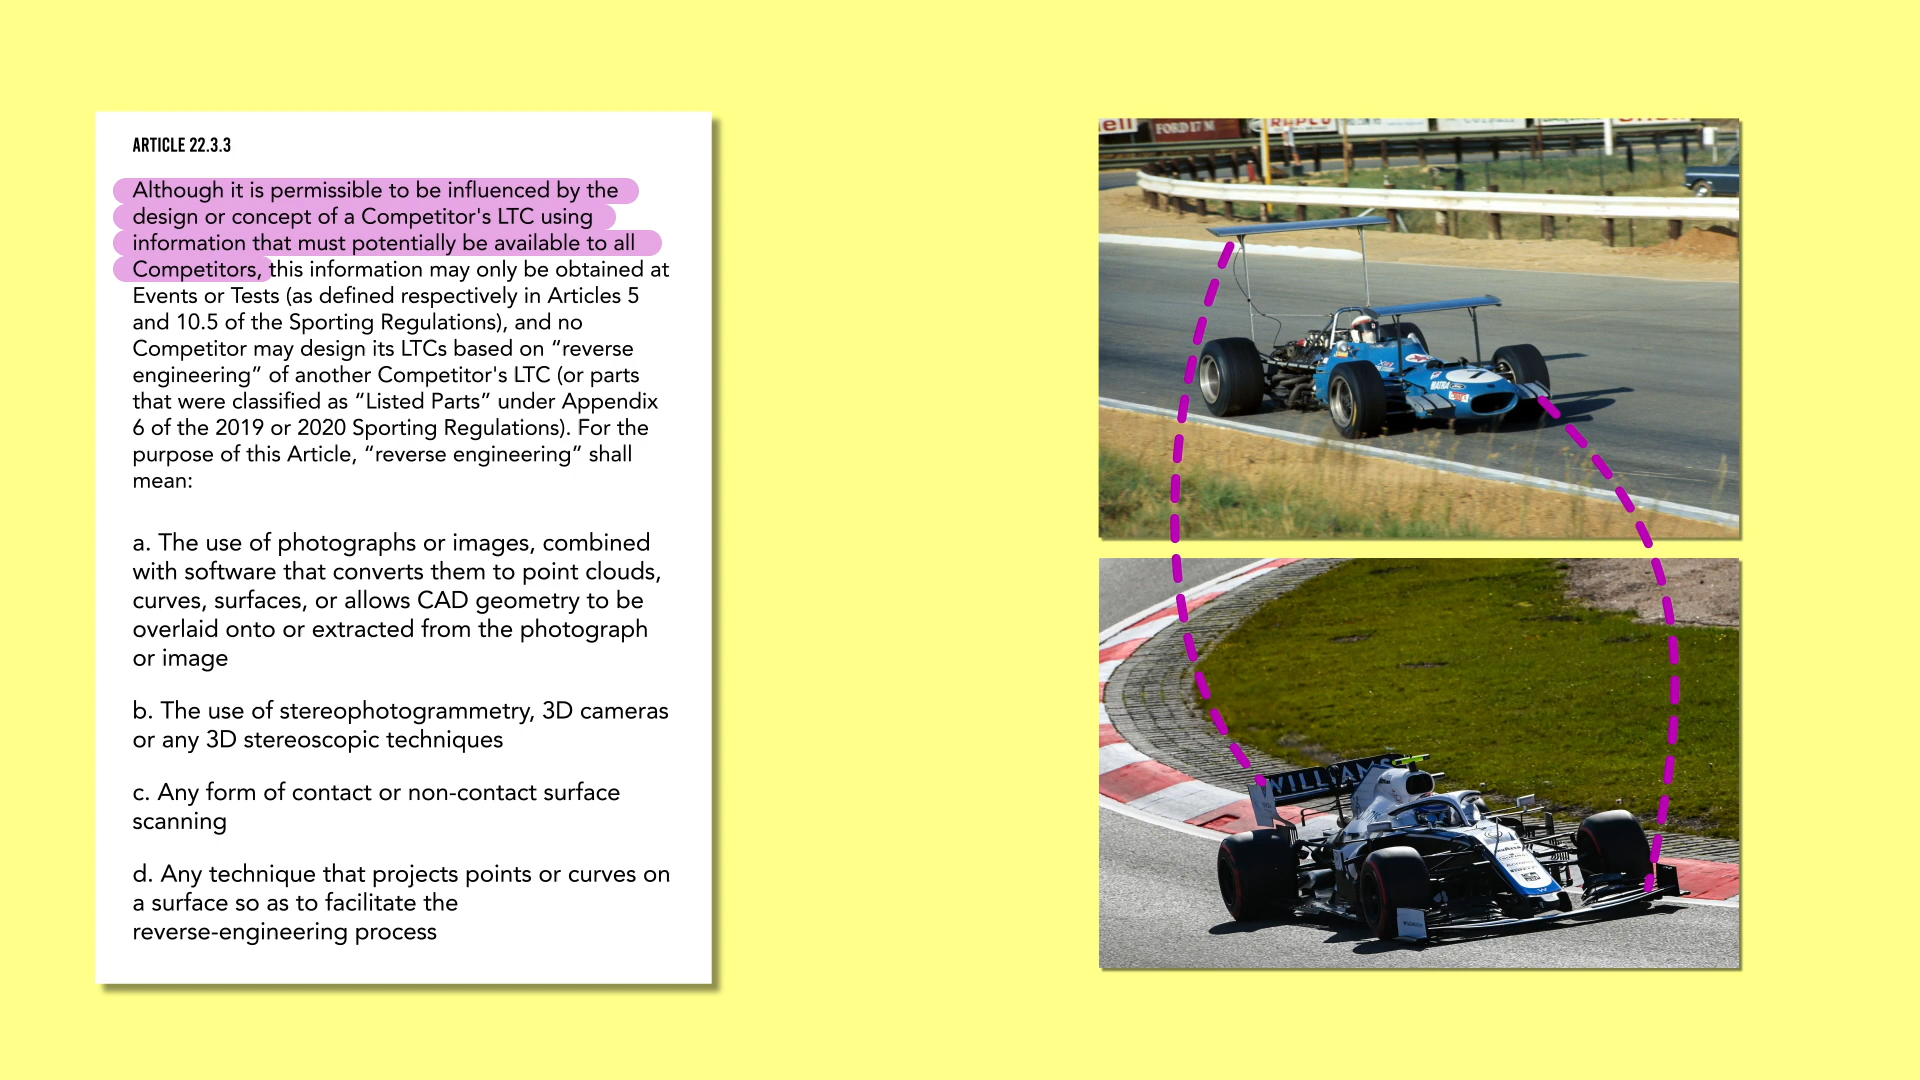 ARTICLE 22.3.3
Although it is permissible to be influenced by the
design or concept of a Competitor's LTC using
information that must potentially be available to all
Competitors, this information may only be obtained at
Events or Tests (as defined respectively in Articles 5
and 10.5 of the Sporting Regulations), and no
Competitor may design its LTCs based on “reverse
engineering” of another Competitor's LTC (or parts
that were classified as “Listed Parts” under Appendix
6 of the 2019 or 2020 Sporting Regulations). For the
purpose of this Article, “reverse engineering” shall
mean:
a. The use of photographs or images, combined
with software that converts them to point clouds,
curves, surfaces, or allows CAD geometry to be
overlaid onto or extracted from the photograph
or image
b. The use of stereophotogrammetry, 3D cameras
or any 3D stereoscopic techniques
c. Any form of contact or non-contact surface
scanning
d. Any technique that projects points or curves on
a surface so as to facilitate the
reverse-engineering process
ell
FORD 17 M
MATRA
7
WILLIAMS